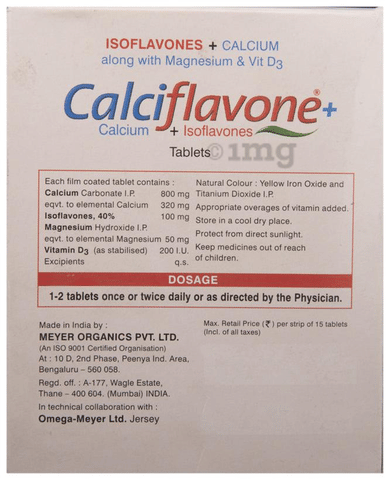 ISOFLAVONES + CALCIUM
along with Magnesium & Vit D3
Calciflavone®+
Calcium + Isoflavones
Tablets
© 1mg
Each film coated tablet contains :
Calcium Carbonate I.P. 800 mg
eqvt. to elemental Calcium 320 mg
Isoflavones, 40% 100 mg
Magnesium Hydroxide I.P.
eqvt. to elemental Magnesium 50 mg
Vitamin D3 (as stabilised) 200 I.U.
Excipients q.s.
Natural Colour : Yellow Iron Oxide and
Titanium Dioxide I.P.
Appropriate overages of vitamin added.
Store in a cool dry place.
Protect from direct sunlight.
Keep medicines out of reach
of children.
DOSAGE
1-2 tablets once or twice daily or as directed by the Physician.
Made in India by :
MEYER ORGANICS PVT. LTD.
(An ISO 9001 Certified Organisation)
At : 10 D, 2nd Phase, Peenya Ind. Area,
Bengaluru – 560 058.
Regd. off. : A-177, Wagle Estate,
Thane – 400 604. (Mumbai) INDIA.
In technical collaboration with :
Omega-Meyer Ltd. Jersey
Max. Retail Price (₹) per strip of 15 tablets
(Incl. of all taxes)